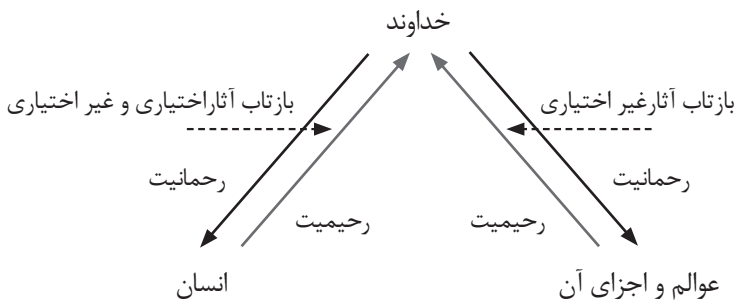 خداوند
بازتاب آثارغیر اختیاری
بازتاب آثاراختیاری و غیر اختیاری
رحمانیت
رحمانیت
رحیمیت
رحیمیت
عوالم و اجزای آن
انسان